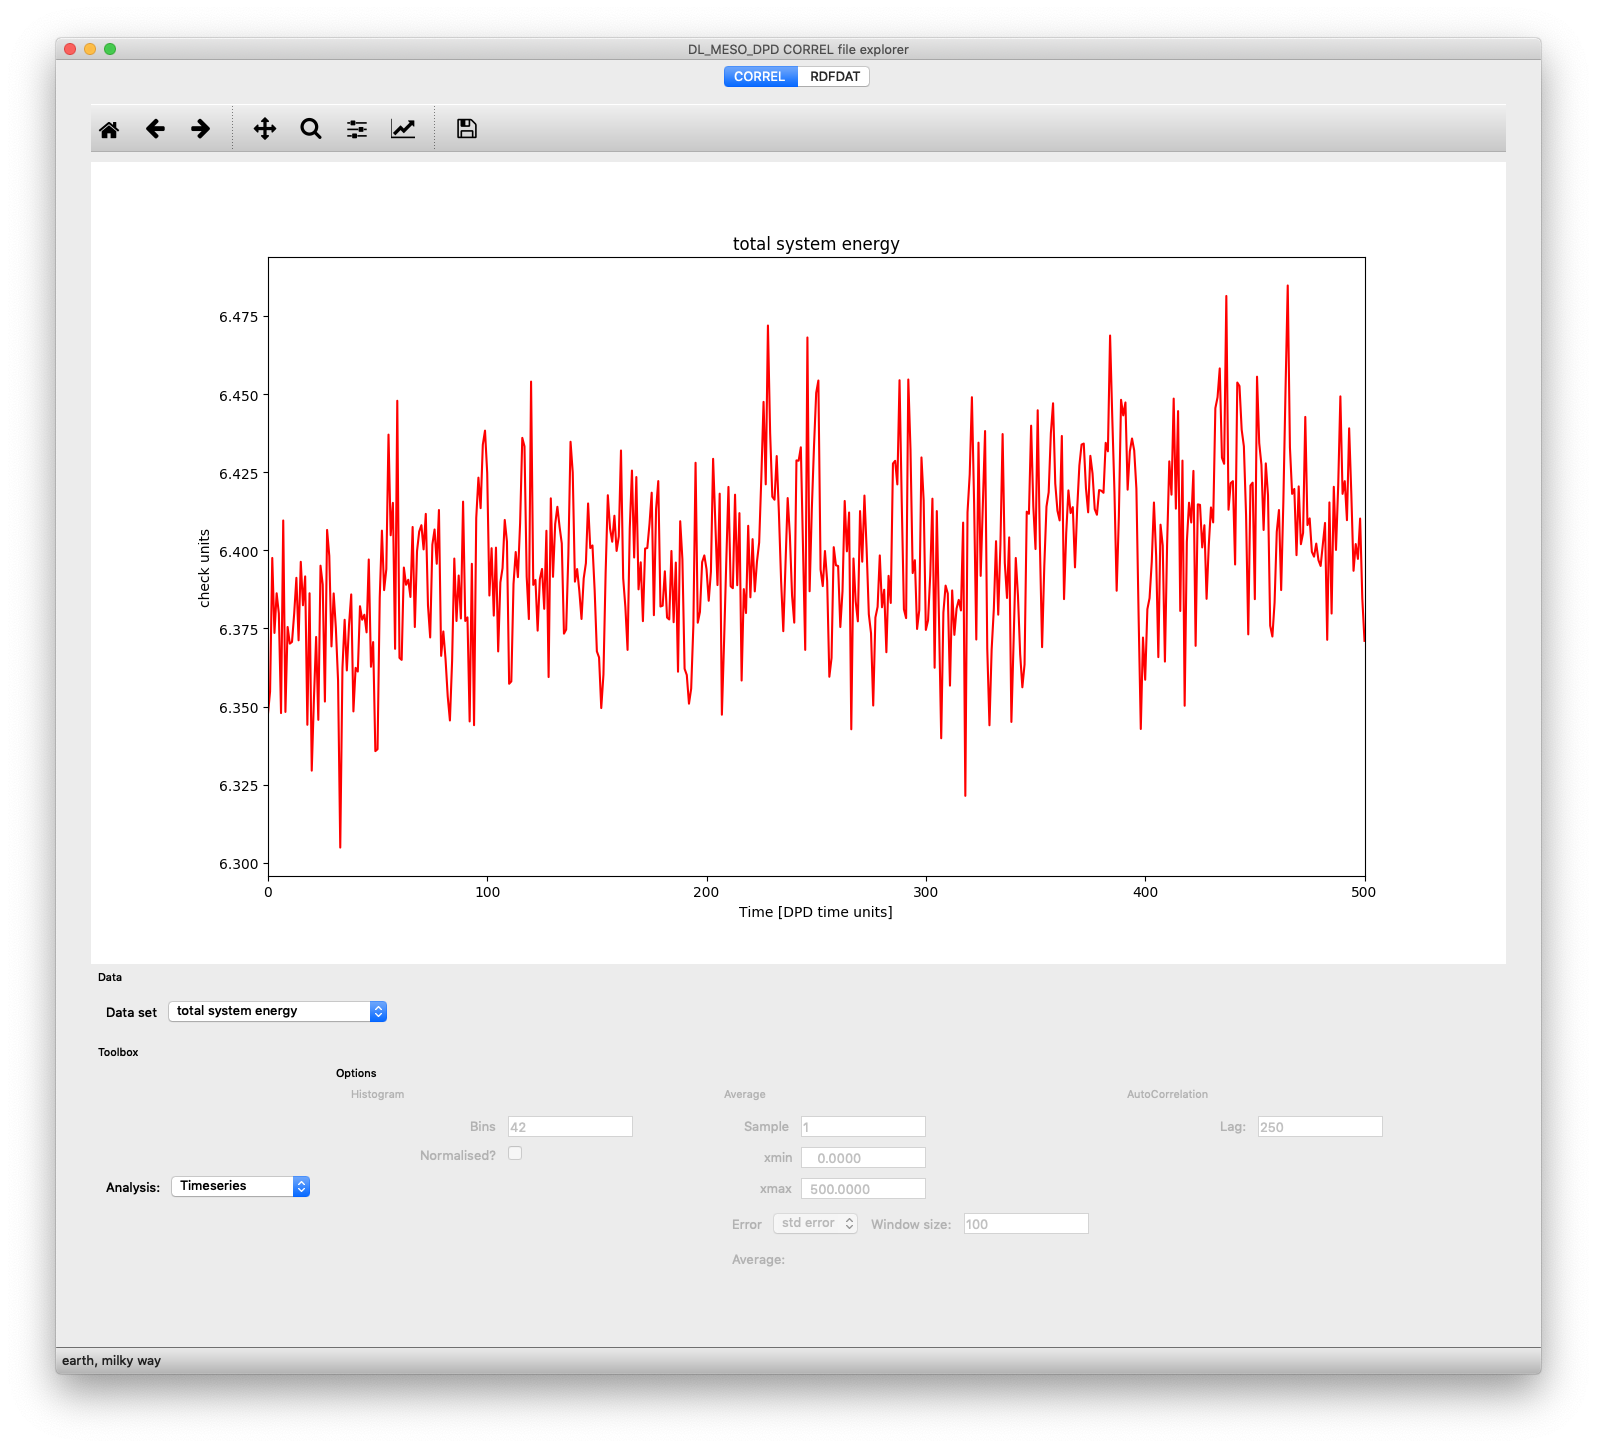 DL_MESO_DPD CORREL file explorer
CORREL RDFDAT
total system energy
6.475
6.450
6.425
6.400
6.375
6.350
6.325
6.300
check units
0 100 200 300 400 500
Time [DPD time units]
Data
Data set total system energy
Toolbox
Options
Histogram Average AutoCorrelation
Bins 42 Sample 1 Lag: 250
Normalised? xmin 0.0000
Analysis: Timeseries xmax 500.0000
Error std error Window size: 100
Average:
earth, milky way